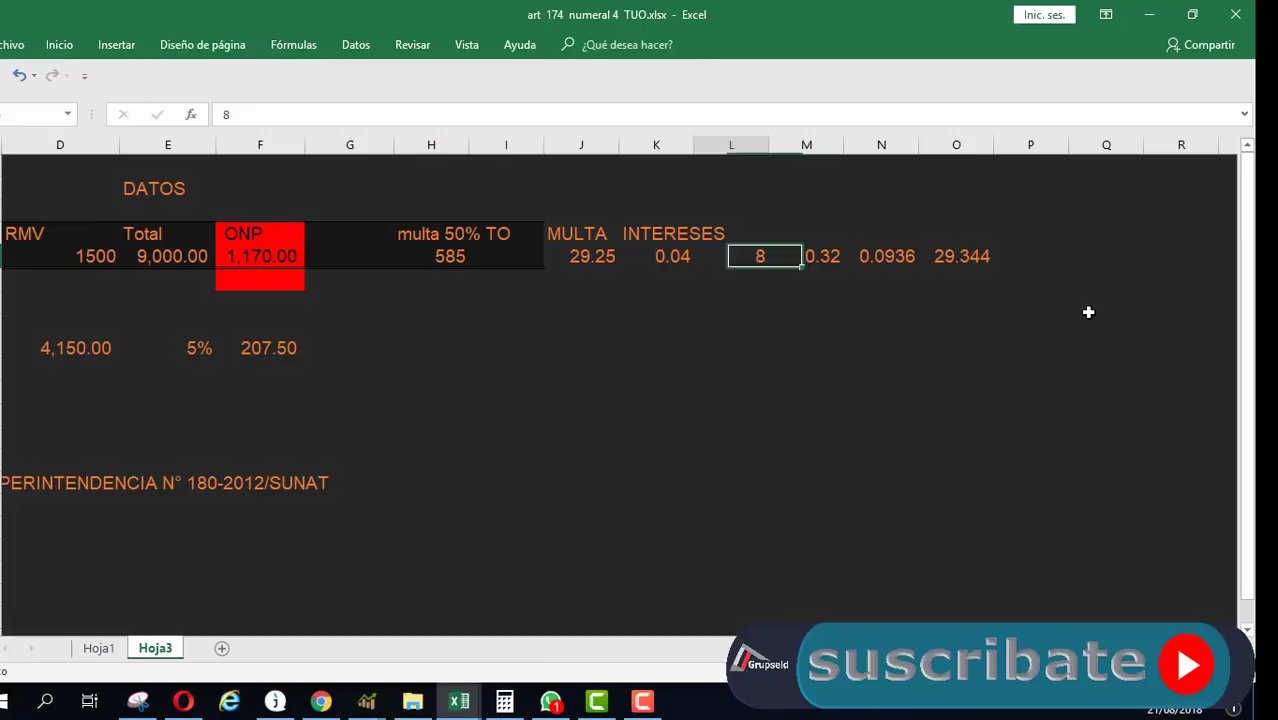 art 174 numeral 4 TUO.xlsx - Excel
Inic. ses.
chivo Inicio Insertar Diseño de página Fórmulas Datos Revisar Vista Ayuda ¿Qué desea hacer? Compartir
fx 8
D E F G H I J K L M N O P Q R
DATOS
RMV Total ONP multa 50% TO MULTA INTERESES
1500 9,000.00 1,170.00 585 29.25 0.04 8 0.32 0.0936 29.344
4,150.00 5% 207.50
PERINTENDENCIA N° 180-2012/SUNAT
Hoja1 Hoja3
Grupseld
suscribate
1
21/08/2018